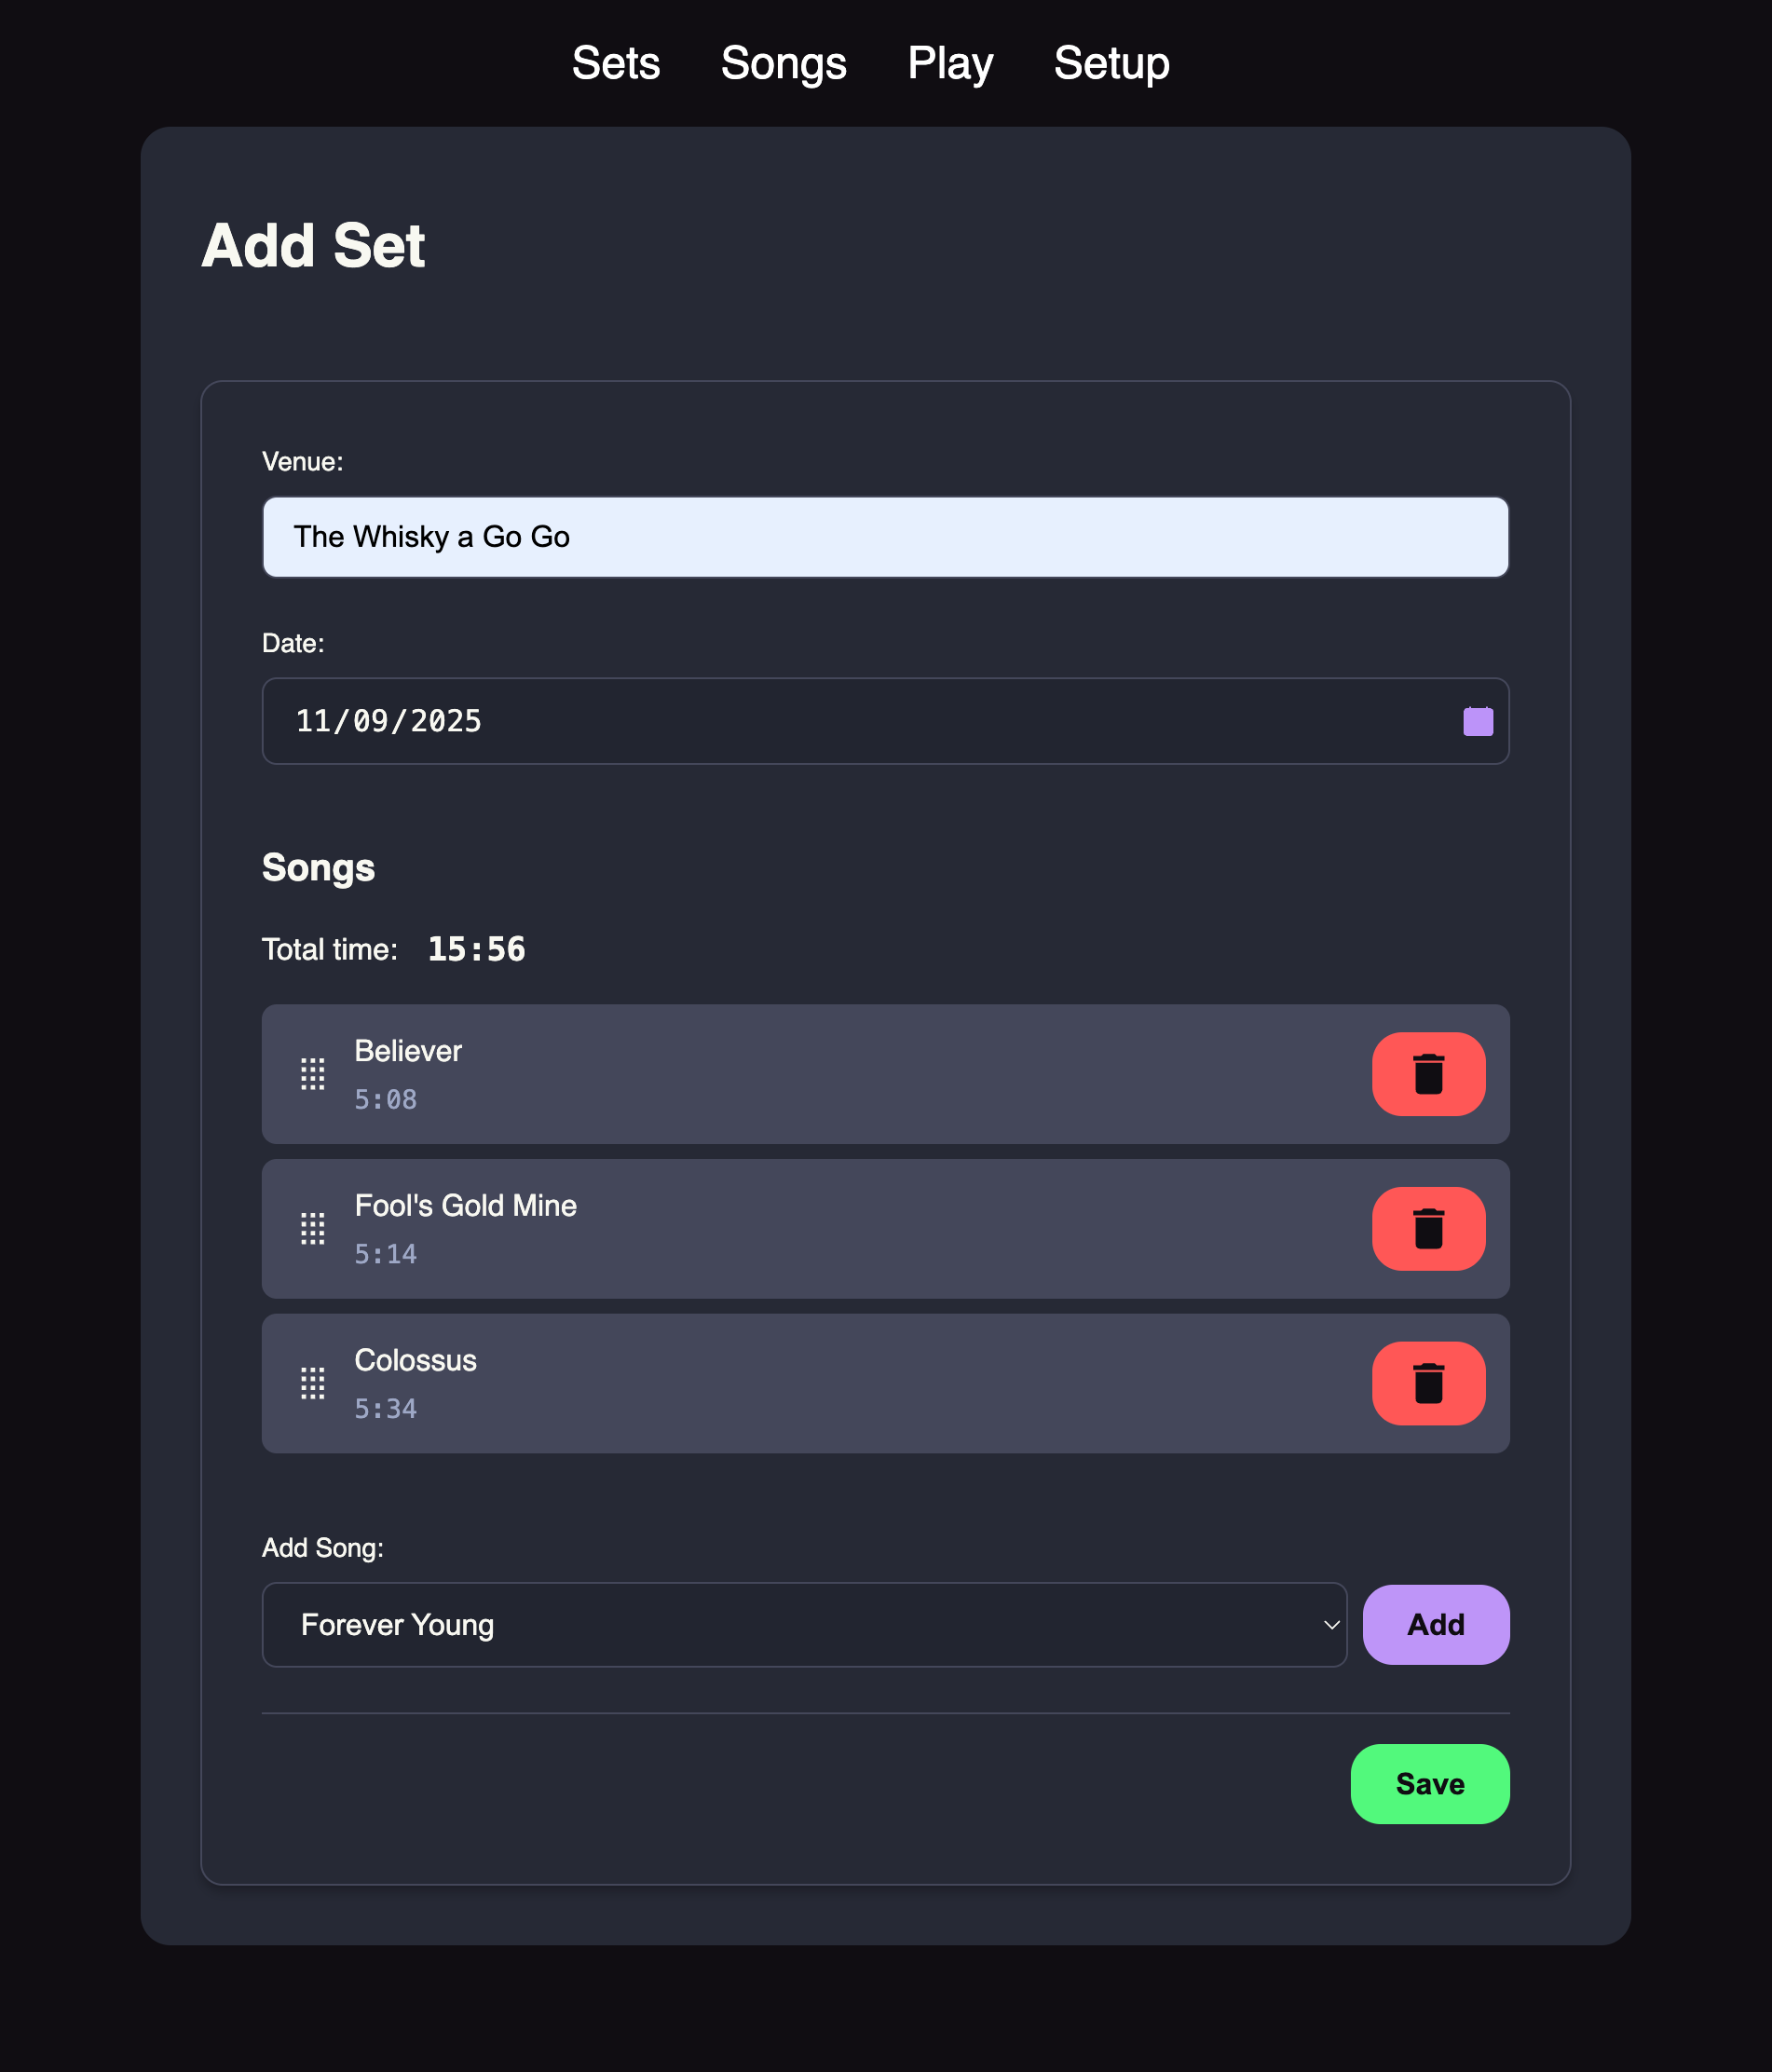 Sets Songs Play Setup
Add Set
Venue:
The Whisky a Go Go
Date:
11/09/2025
Songs
Total time: 15:56
Believer
5:08
Fool's Gold Mine
5:14
Colossus
5:34
Add Song:
Forever Young
Add
Save